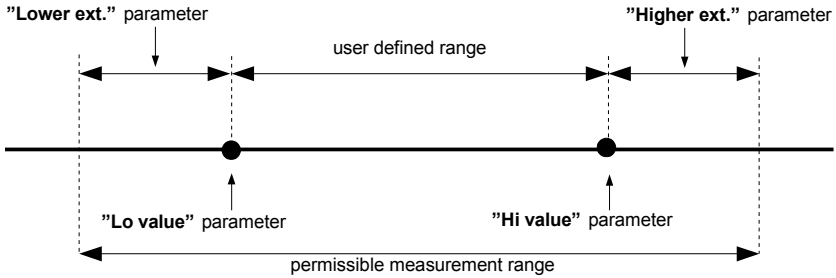 ”Lower ext.” parameter
”Higher ext.” parameter
user defined range
”Lo value” parameter
”Hi value” parameter
permissible measurement range